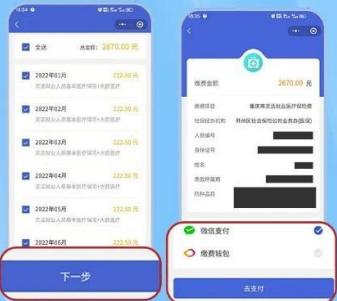 全选
总金额：2670.00 元
2022年01月
222.50 元
灵活就业人员基本医疗保险+大额医疗
2022年02月
222.50 元
灵活就业人员基本医疗保险+大额医疗
2022年03月
222.50 元
灵活就业人员基本医疗保险+大额医疗
2022年04月
222.50 元
灵活就业人员基本医疗保险+大额医疗
2022年05月
222.50 元
灵活就业人员基本医疗保险+大额医疗
2022年06月
下一步
缴费金额
2670.00 元
缴费项目
重庆灵活就业医疗保险费
社保经办机构
人员编号
身份证号
姓名
费款所属期
微信支付
缴费钱包
去支付